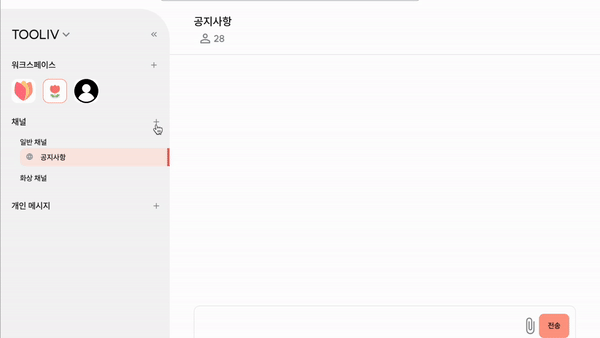 TOOLIV
워크스페이스
채널
일반 채널
공지사항
화상 채널
개인 메시지
공지사항
28
전송